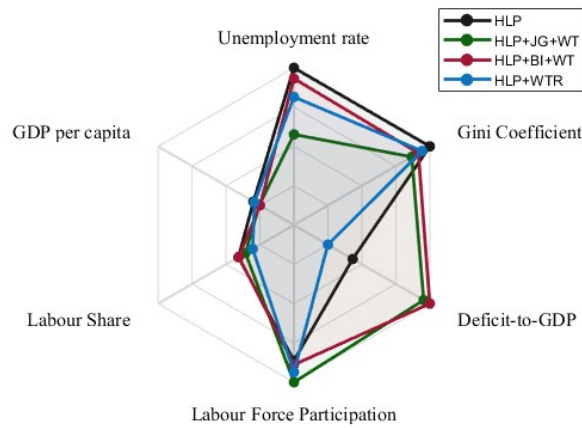 HLP
HLP+JG+WT
HLP+BI+WT
HLP+WTR
Unemployment rate
GDP per capita
Gini Coefficient
Labour Share
Deficit-to-GDP
Labour Force Participation